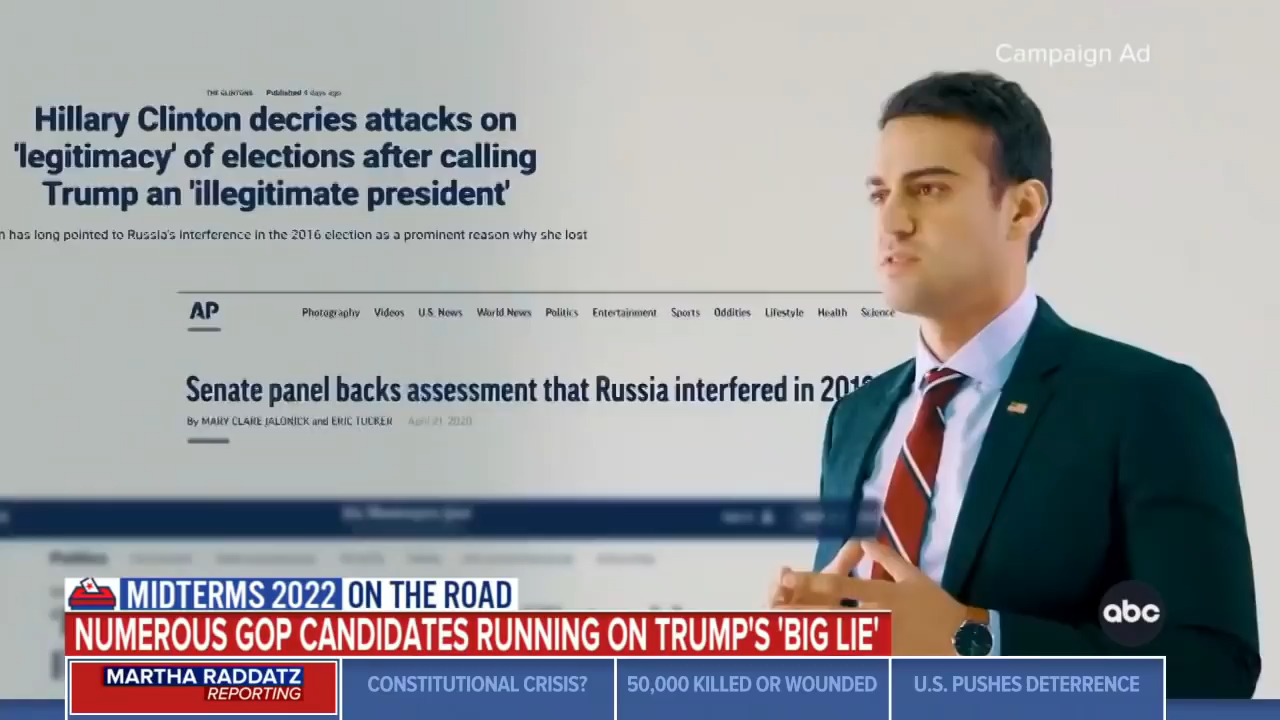 Campaign Ad
THE CLINTONS Published 4 days ago
Hillary Clinton decries attacks on
'legitimacy' of elections after calling
Trump an 'illegitimate president'
has long pointed to Russia's interference in the 2016 election as a prominent reason why she lost
AP
Photography Videos U.S. News World News Politics Entertainment Sports Oddities Lifestyle Health Science
Senate panel backs assessment that Russia interfered in
By MARY CLARE JALONICK and ERIC TUCKER April 21, 2020
Politics
MIDTERMS 2022 ON THE ROAD
abc
NUMEROUS GOP CANDIDATES RUNNING ON TRUMP'S 'BIG LIE'
MARTHA RADDATZ
REPORTING
CONSTITUTIONAL CRISIS?
50,000 KILLED OR WOUNDED
U.S. PUSHES DETERRENCE